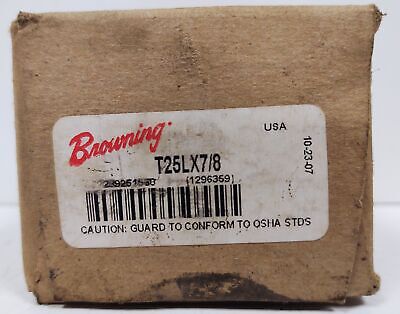 Browning
USA
T25LX7/8
(1296359)
CAUTION: GUARD TO CONFORM TO OSHA STDS
10-23-07